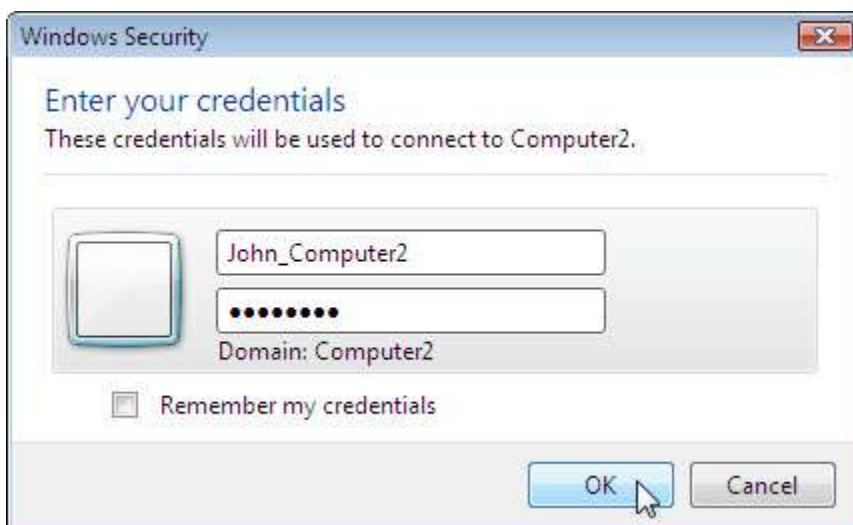 Windows Security
Enter your credentials
These credentials will be used to connect to Computer2.
John_Computer2
●●●●●●●●
Domain: Computer2
Remember my credentials
OK Cancel